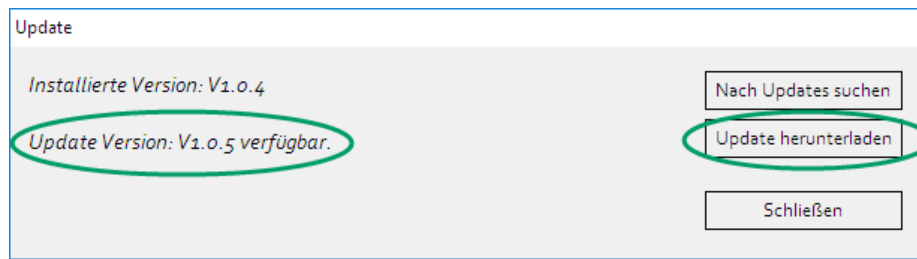 Update
Installierte Version: V1.0.4
Nach Updates suchen
Update Version: V1.0.5 verfügbar.
Update herunterladen
Schließen